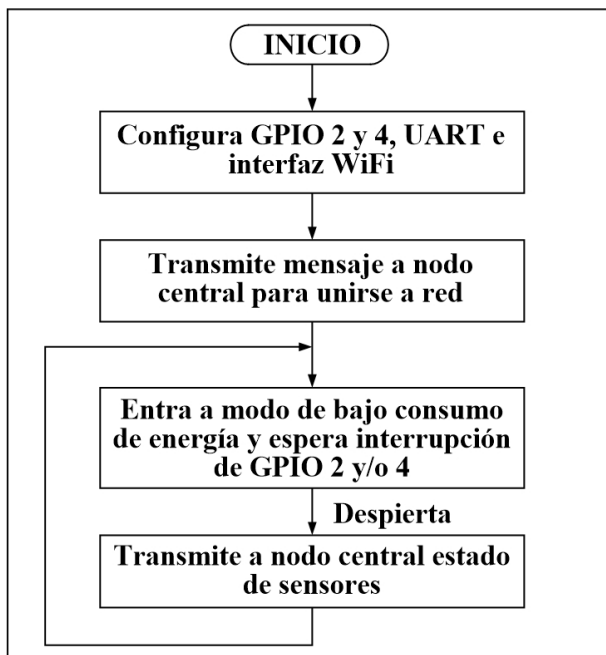 INICIO
Configura GPIO 2 y 4, UART e
interfaz WiFi
Transmite mensaje a nodo
central para unirse a red
Entra a modo de bajo consumo
de energía y espera interrupción
de GPIO 2 y/o 4
Despierta
Transmite a nodo central estado
de sensores